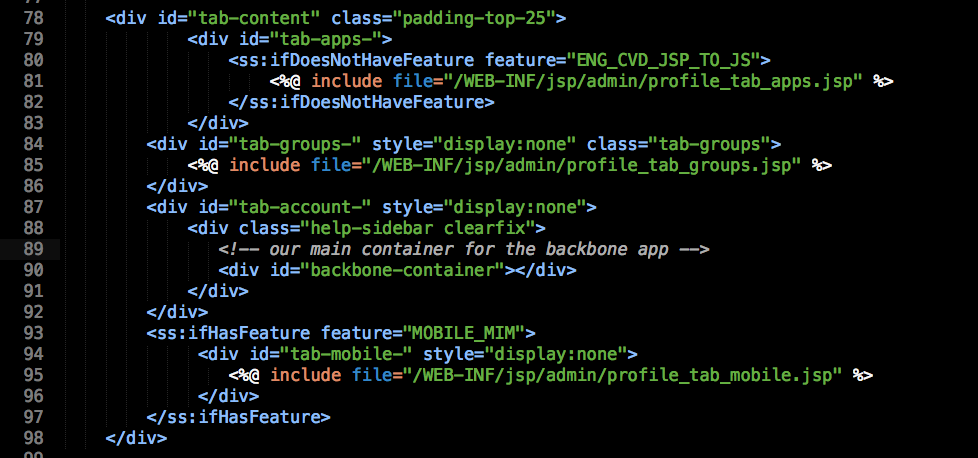 78 <div id="tab-content" class="padding-top-25">
79 <div id="tab-apps-">
80 <ss:ifDoesNotHaveFeature feature="ENG_CVD_JSP_TO_JS">
81 <%@ include file="/WEB-INF/jsp/admin/profile_tab_apps.jsp" %>
82 </ss:ifDoesNotHaveFeature>
83 </div>
84 <div id="tab-groups-" style="display:none" class="tab-groups">
85 <%@ include file="/WEB-INF/jsp/admin/profile_tab_groups.jsp" %>
86 </div>
87 <div id="tab-account-" style="display:none">
88 <div class="help-sidebar clearfix">
89 <!-- our main container for the backbone app -->
90 <div id="backbone-container"></div>
91 </div>
92 </div>
93 <ss:ifHasFeature feature="MOBILE_MIM">
94 <div id="tab-mobile-" style="display:none">
95 <%@ include file="/WEB-INF/jsp/admin/profile_tab_mobile.jsp" %>
96 </div>
97 </ss:ifHasFeature>
98 </div>